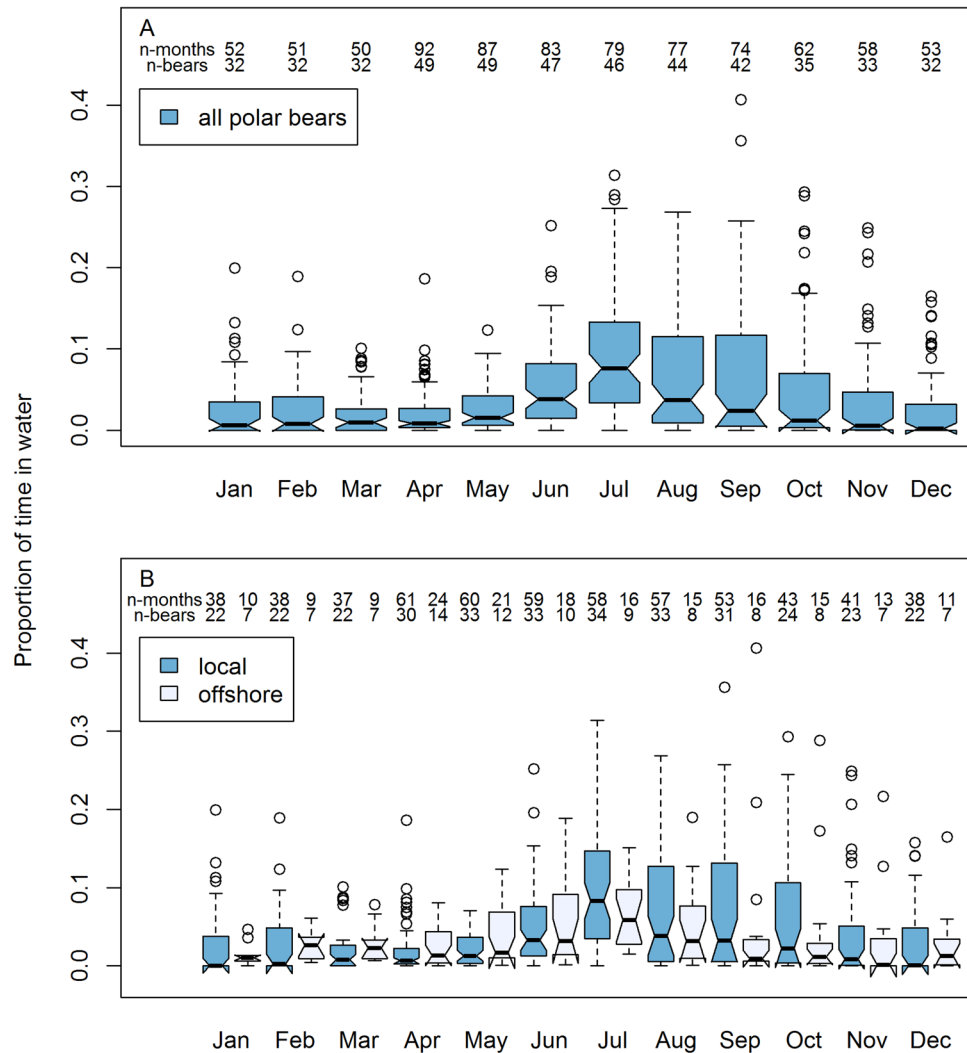 Proportion of time in water
A
n-months 52 51 50 92 87 83 79 77 74 62 58 53
n-bears 32 32 32 49 49 47 46 44 42 35 33 32
all polar bears
0.4
0.3
0.2
0.1
0.0
Jan Feb Mar Apr May Jun Jul Aug Sep Oct Nov Dec
B
n-months 38 10 38 9 37 9 61 24 60 21 59 18 58 16 57 15 53 16 43 15 41 13 38 11
n-bears 22 7 22 7 22 7 30 14 33 12 33 10 34 9 33 8 31 8 24 8 23 7 22 7
local
offshore
0.4
0.3
0.2
0.1
0.0
Jan Feb Mar Apr May Jun Jul Aug Sep Oct Nov Dec